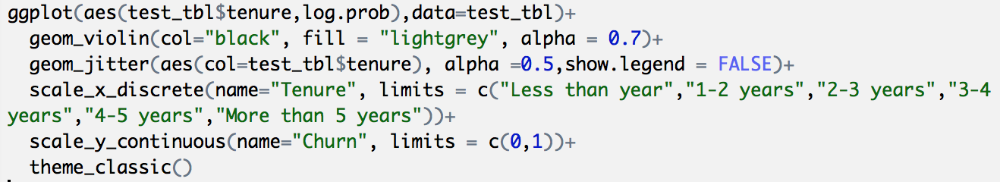 ggplot(aes(test_tbl$tenure,log.prob),data=test_tbl)+
geom_violin(col="black", fill = "lightgrey", alpha = 0.7)+
geom_jitter(aes(col=test_tbl$tenure), alpha =0.5,show.legend = FALSE)+
scale_x_discrete(name="Tenure", limits = c("Less than year","1-2 years","2-3 years","3-4
years","4-5 years","More than 5 years"))+
scale_y_continuous(name="Churn", limits = c(0,1))+
theme_classic()